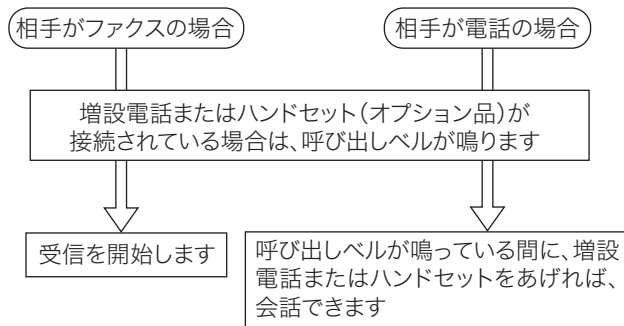 相手がファクスの場合
相手が電話の場合
増設電話またはハンドセット(オプション品)が
接続されている場合は、呼び出しベルが鳴ります
受信を開始します
呼び出しベルが鳴っている間に、増設
電話またはハンドセットをあげれば、
会話できます